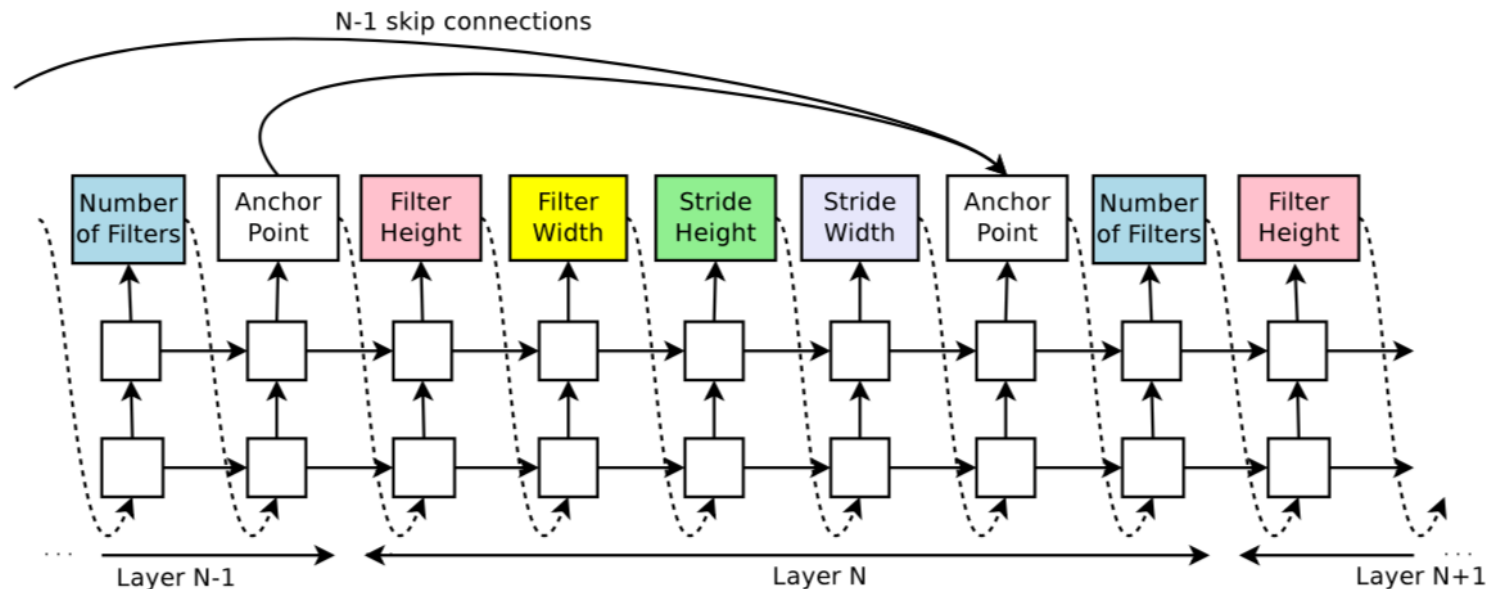 N-1 skip connections
Number
of Filters
Anchor
Point
Filter
Height
Filter
Width
Stride
Height
Stride
Width
Anchor
Point
Number
of Filters
Filter
Height
...
Layer N-1
Layer N
...
Layer N+1